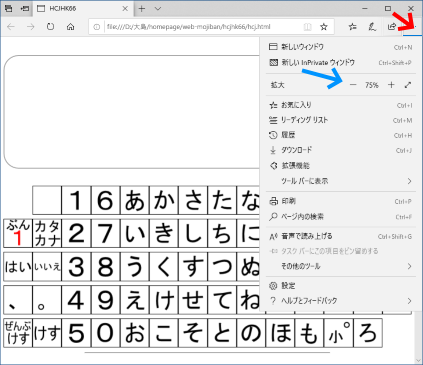 HCJHK66
file:///D:/大島/homepage/web-mojiban/hcjhk66/hcj.html
新しいウィンドウ Ctrl+N
新しい InPrivate ウィンドウ Ctrl+Shift+P
拡大 － 75% ＋
お気に入り Ctrl+I
リーディング リスト Ctrl+M
履歴 Ctrl+H
ダウンロード Ctrl+J
拡張機能
ツール バーに表示
印刷 Ctrl+P
ページ内の検索 Ctrl+F
音声で読み上げる Ctrl+Shift+G
タスク バーにこの項目をピン留めする
その他のツール
設定
ヘルプとフィードバック
1 6 あ か さ た な
ぶん1 カタカナ 2 7 い き し ち に
はい いいえ 3 8 う く す つ ぬ
、 。 4 9 え け せ て ね
ぜんぶけす けす 5 0 お こ そ と の ほ も 小 ゜ ろ